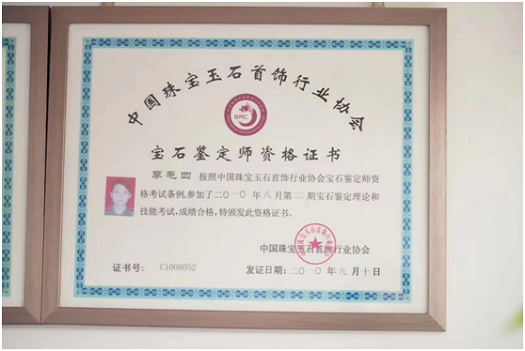 中国珠宝玉石首饰行业协会
GAC
宝石鉴定师资格证书
按照中国珠宝玉石首饰行业协会宝石鉴定师资
格考试条例,参加了二〇一〇年八月第二期宝石鉴定理论和
技能考试,成绩合格,特颁发此资格证书。
中国珠宝玉石首饰行业协会
证书号: C1008052
发证日期:二〇一〇年九月十日